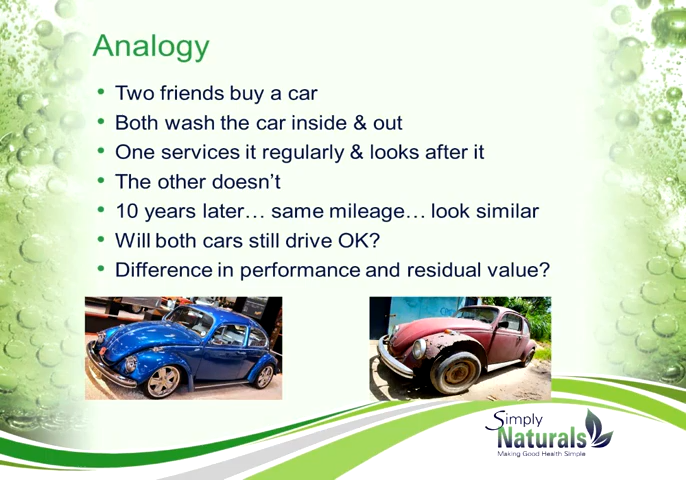 Analogy
• Two friends buy a car
• Both wash the car inside & out
• One services it regularly & looks after it
• The other doesn’t
• 10 years later… same mileage… look similar
• Will both cars still drive OK?
• Difference in performance and residual value?
Simply
Naturals
Making Good Health Simple